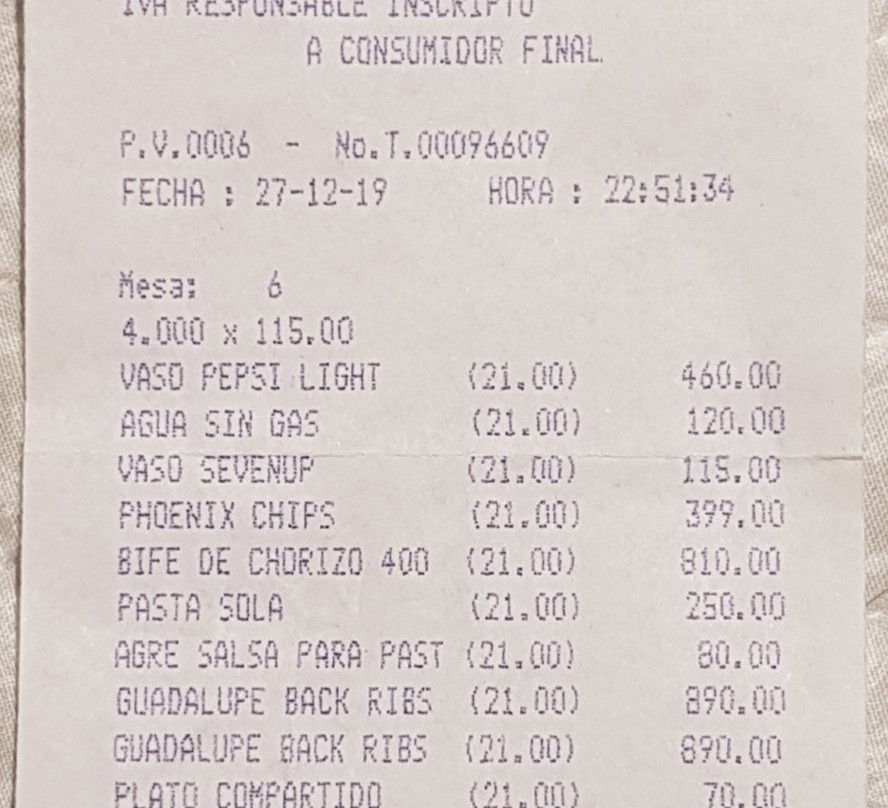 IVA RESPONSABLE INSCRIPTO
A CONSUMIDOR FINAL
P.V.0006 - No.T.00096609
FECHA : 27-12-19 HORA : 22:51:34
Mesa: 6
4.000 x 115.00
VASO PEPSI LIGHT (21.00) 460.00
AGUA SIN GAS (21.00) 120.00
VASO SEVENUP (21.00) 115.00
PHOENIX CHIPS (21.00) 399.00
BIFE DE CHORIZO 400 (21.00) 810.00
PASTA SOLA (21.00) 250.00
AGRE SALSA PARA PAST (21.00) 80.00
GUADALUPE BACK RIBS (21.00) 890.00
GUADALUPE BACK RIBS (21.00) 890.00
PLATO COMPARTIDO (21.00) 70.00